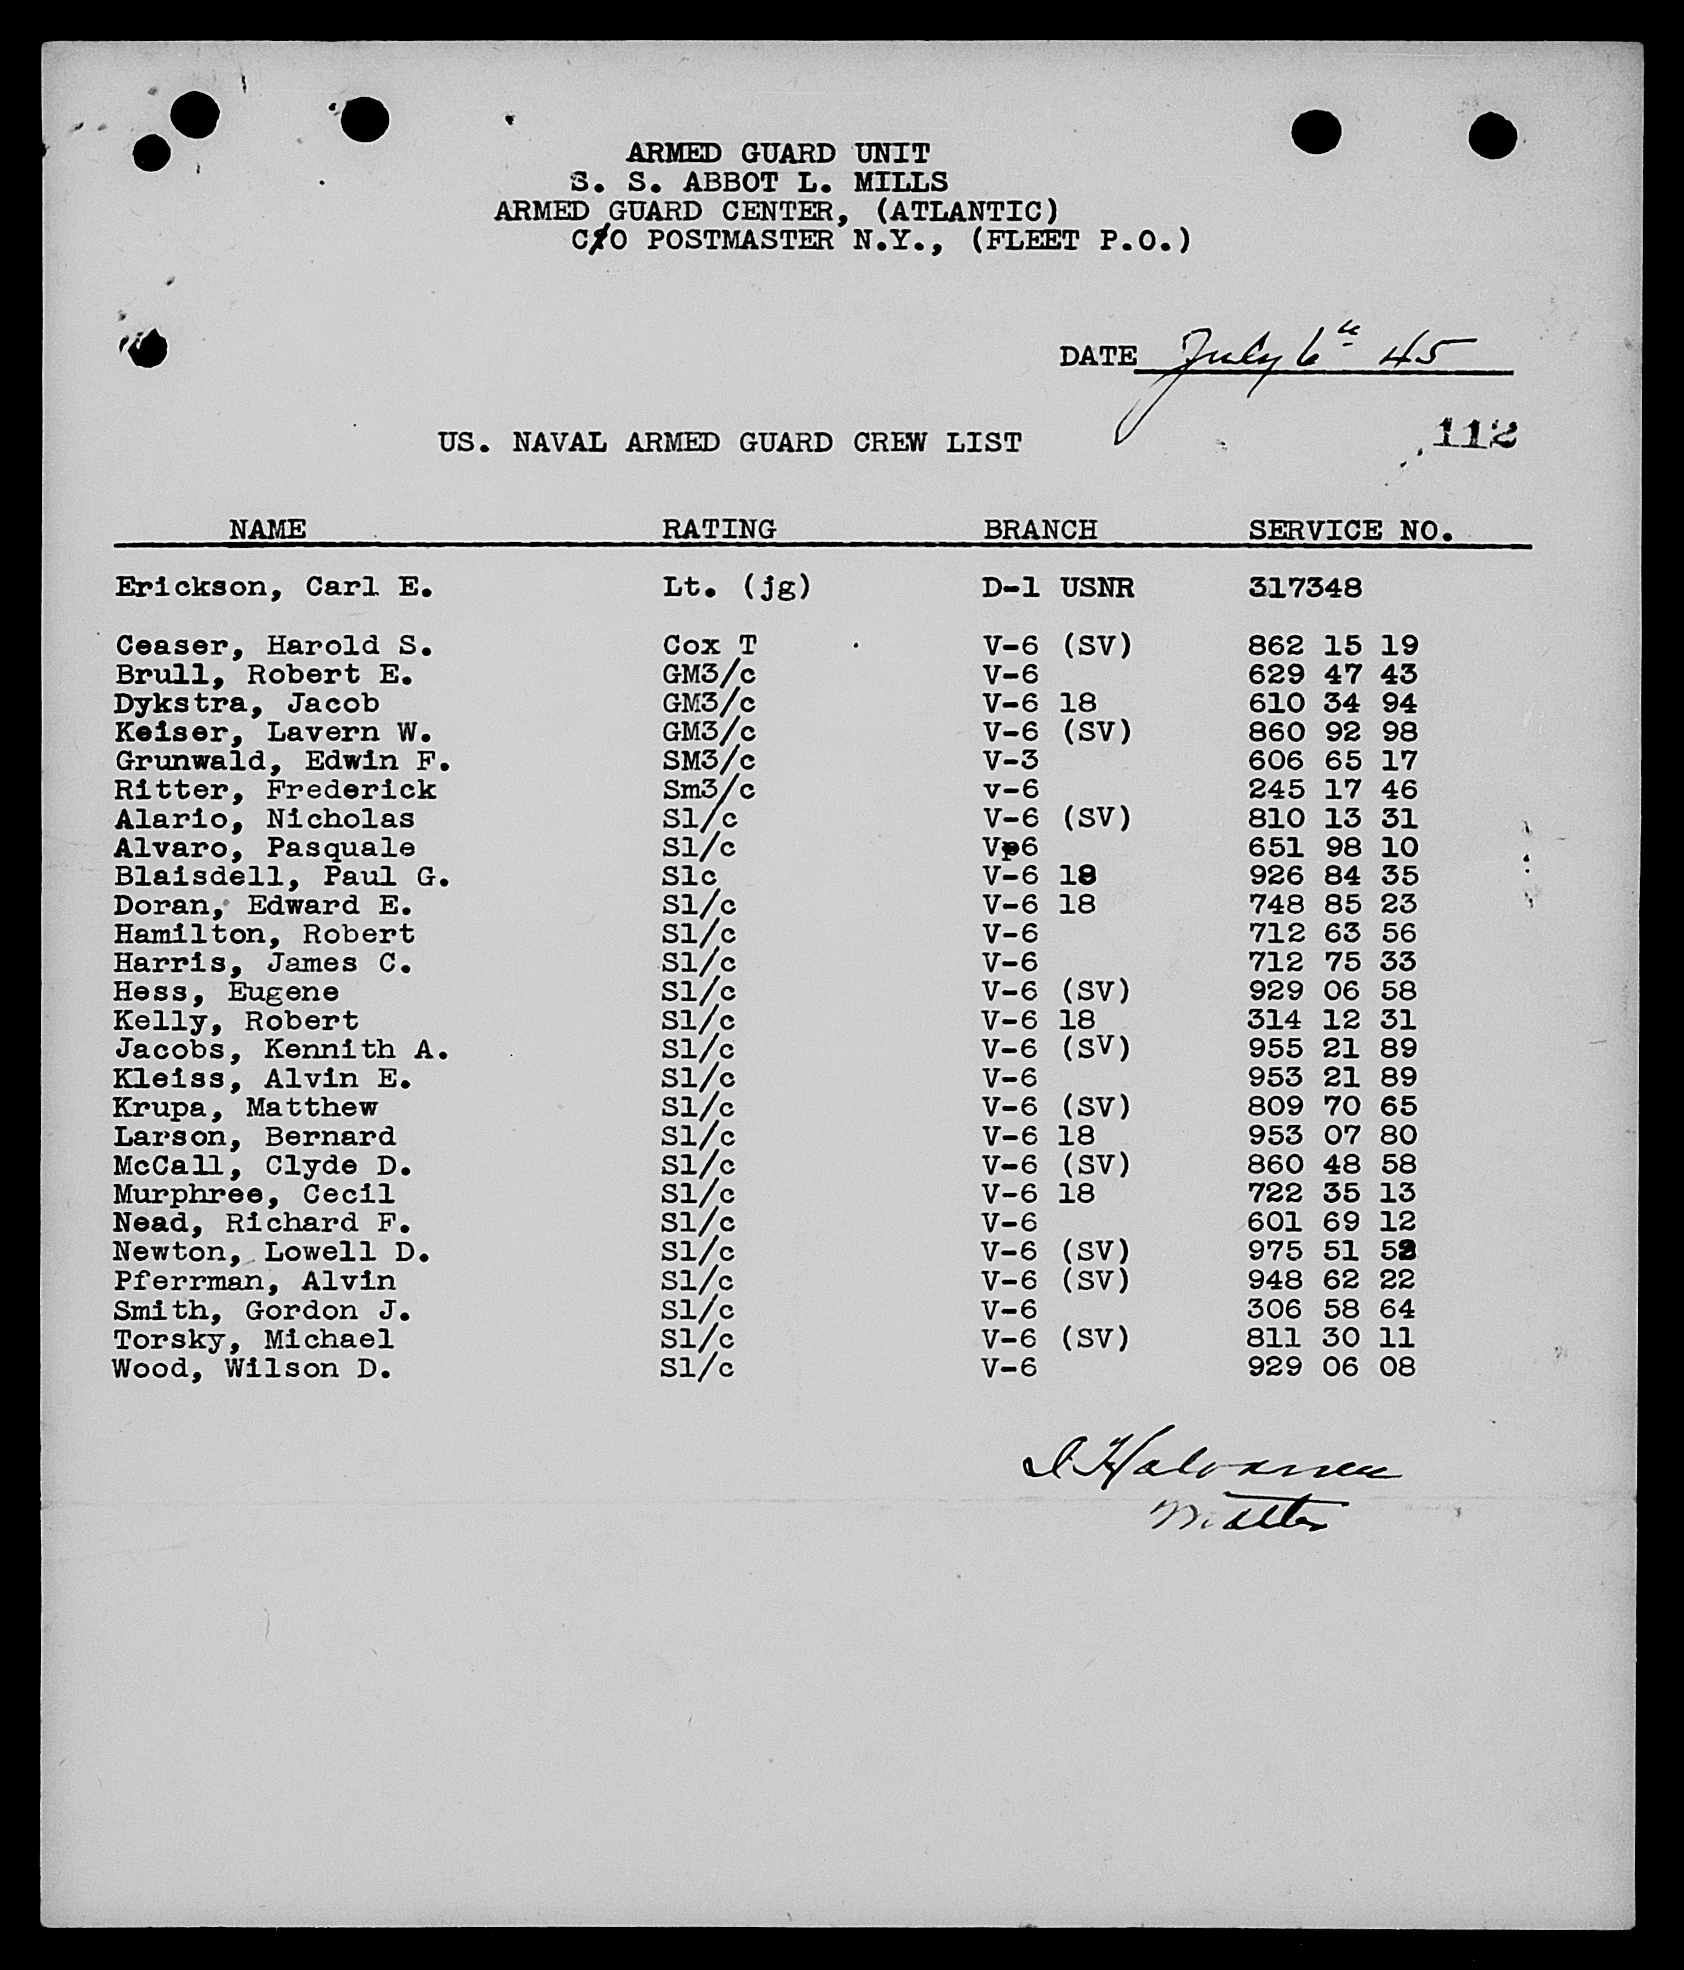 ARMED GUARD UNIT
S. S. ABBOT L. MILLS
ARMED GUARD CENTER, (ATLANTIC)
C/O POSTMASTER N.Y., (FLEET P.O.)
DATE July 6th 45
112
US. NAVAL ARMED GUARD CREW LIST
NAME RATING BRANCH SERVICE NO.
Erickson, Carl E. Lt. (jg) D-1 USNR 317348
Ceaser, Harold S. Cox T V-6 (SV) 862 15 19
Brull, Robert E. GM3/c V-6 629 47 43
Dykstra, Jacob GM3/c V-6 18 610 34 94
Keiser, Lavern W. GM3/c V-6 (SV) 860 92 98
Grunwald, Edwin F. SM3/c V-3 606 65 17
Ritter, Frederick Sm3/c v-6 245 17 46
Alario, Nicholas S1/c V-6 (SV) 810 13 31
Alvaro, Pasquale S1/c Vp6 651 98 10
Blaisdell, Paul G. S1c V-6 18 926 84 35
Doran, Edward E. S1/c V-6 18 748 85 23
Hamilton, Robert S1/c V-6 712 63 56
Harris, James C. S1/c V-6 712 75 33
Hess, Eugene S1/c V-6 (SV) 929 06 58
Kelly, Robert S1/c V-6 18 314 12 31
Jacobs, Kennith A. S1/c V-6 (SV) 955 21 89
Kleiss, Alvin E. S1/c V-6 953 21 89
Krupa, Matthew S1/c V-6 (SV) 809 70 65
Larson, Bernard S1/c V-6 18 953 07 80
McCall, Clyde D. S1/c V-6 (SV) 860 48 58
Murphree, Cecil S1/c V-6 18 722 35 13
Nead, Richard F. S1/c V-6 601 69 12
Newton, Lowell D. S1/c V-6 (SV) 975 51 52
Pferrman, Alvin S1/c V-6 (SV) 948 62 22
Smith, Gordon J. S1/c V-6 306 58 64
Torsky, Michael S1/c V-6 (SV) 811 30 11
Wood, Wilson D. S1/c V-6 929 06 08
Master